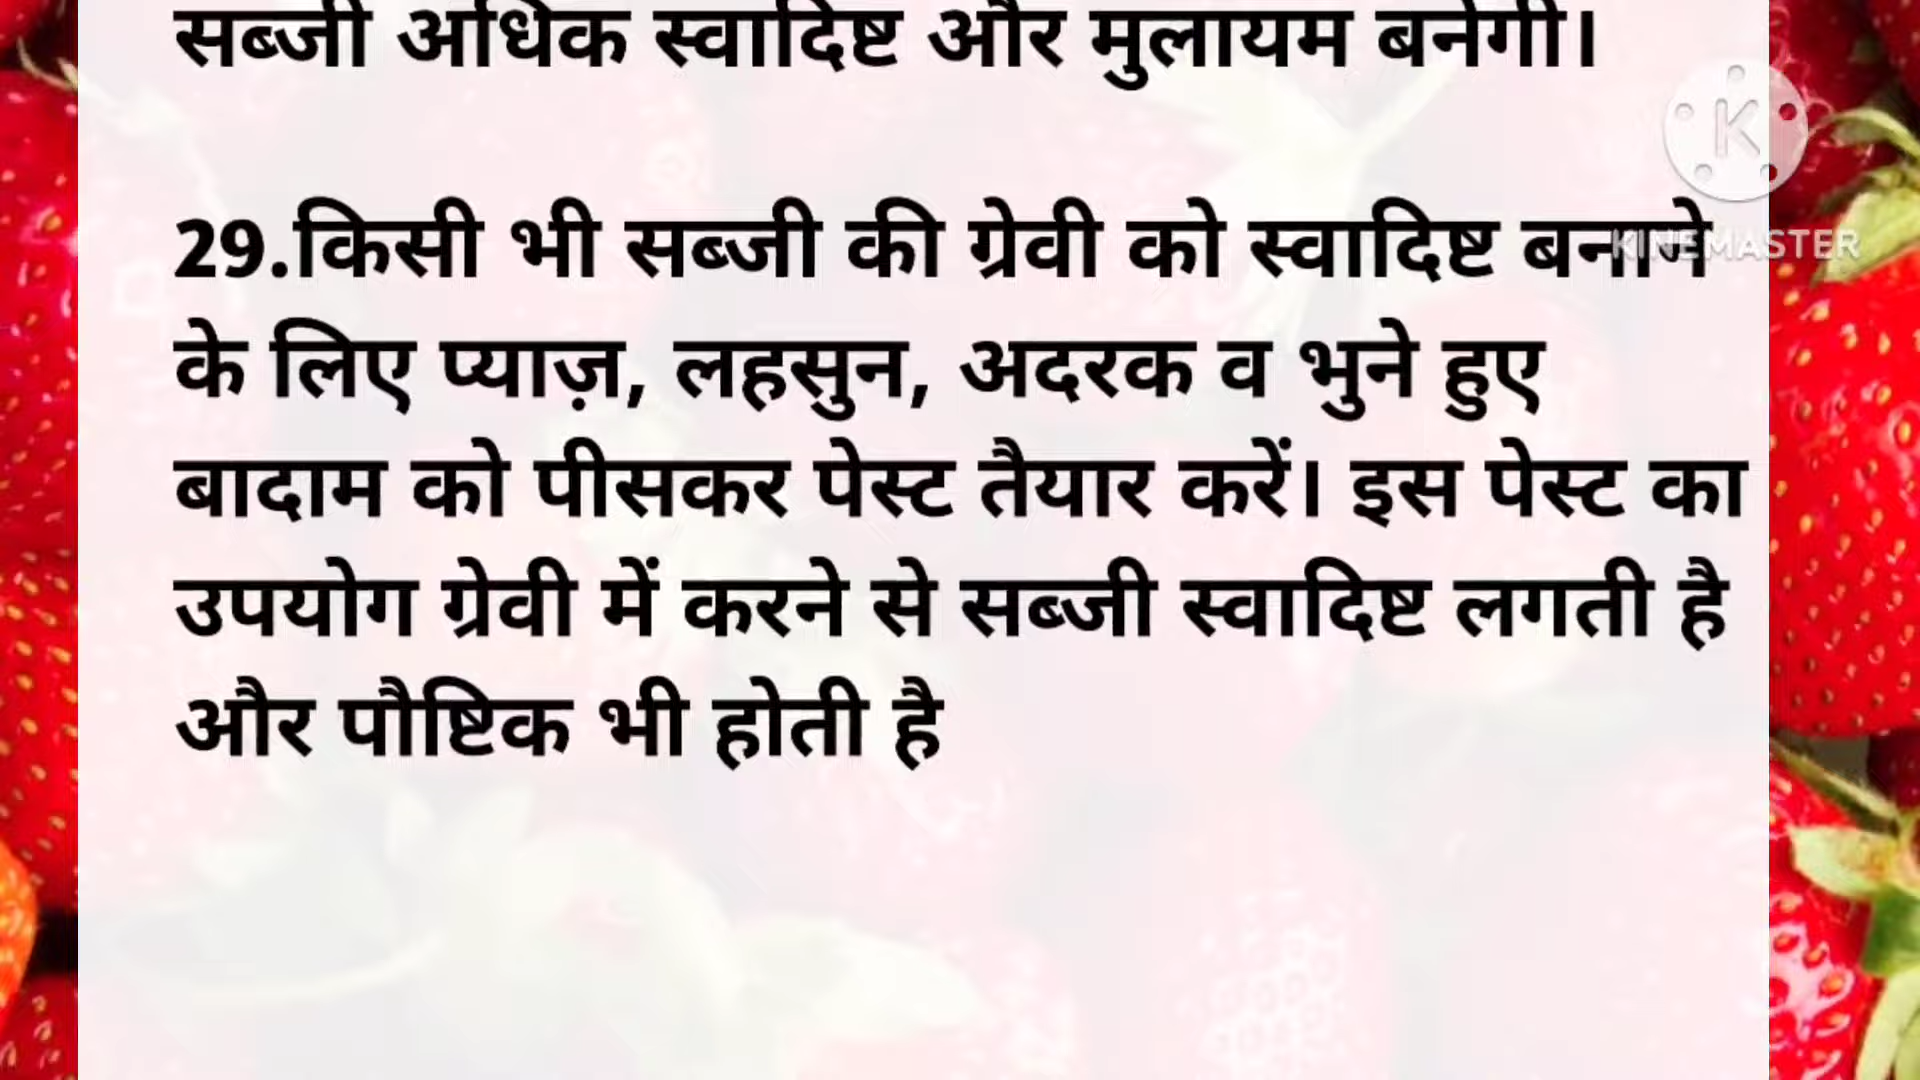 सब्जी अधिक स्वादिष्ट और मुलायम बनेगी।
K
29.किसी भी सब्जी की ग्रेवी को स्वादिष्ट बनाने
KINEMASTER
के लिए प्याज़, लहसुन, अदरक व भुने हुए
बादाम को पीसकर पेस्ट तैयार करें। इस पेस्ट का
उपयोग ग्रेवी में करने से सब्जी स्वादिष्ट लगती है
और पौष्टिक भी होती है